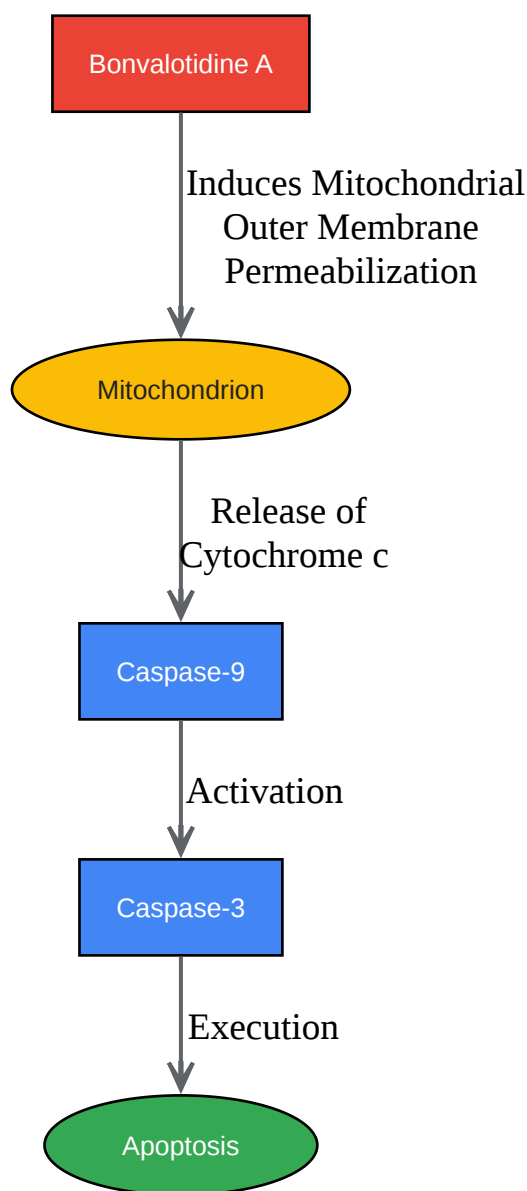 Bonvalotidine A
Induces Mitochondrial
Outer Membrane
Permeabilization
Mitochondrion
Release of
Cytochrome c
Caspase-9
Activation
Caspase-3
Execution
Apoptosis